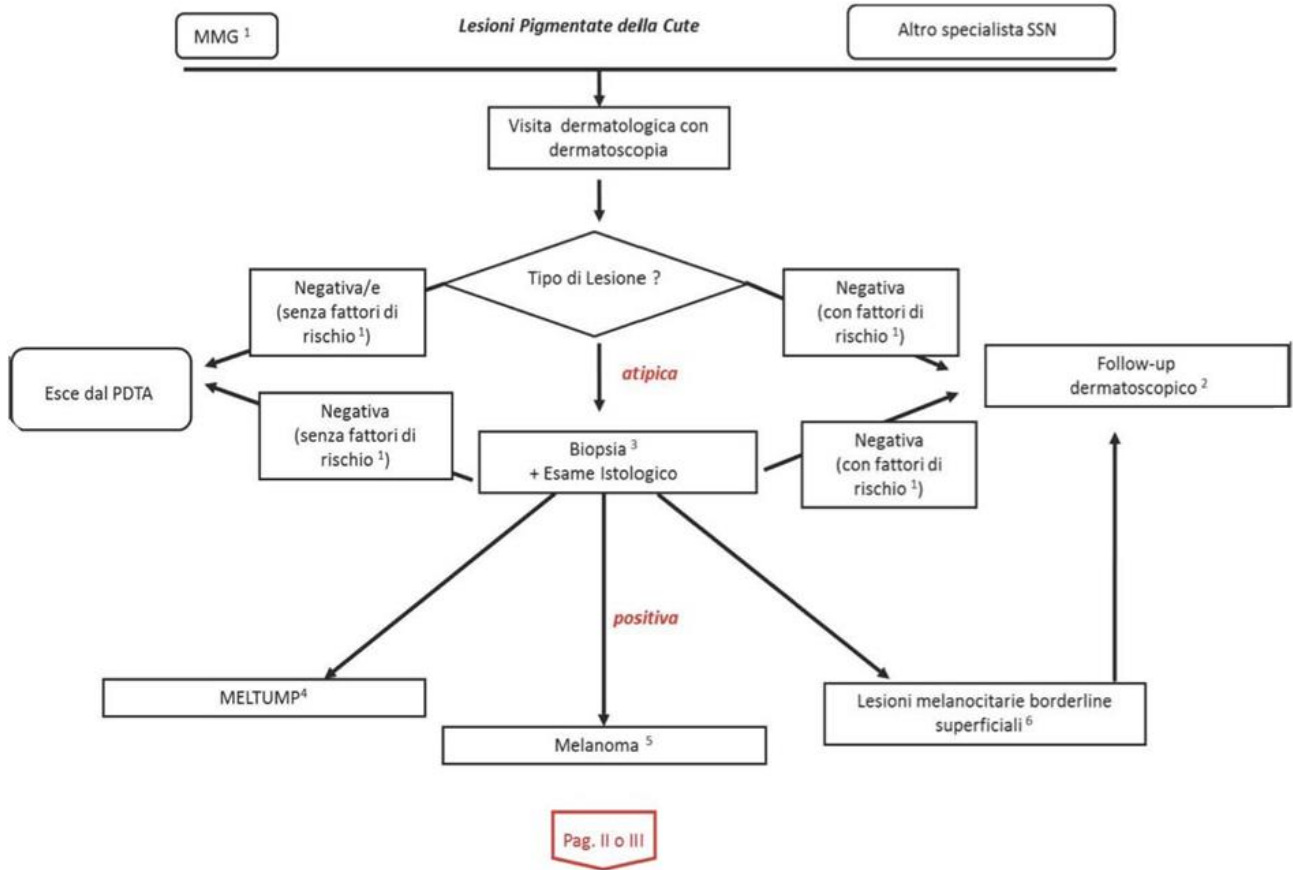 Lesioni Pigmentate della Cute
MMG 1
Altro specialista SSN
Visita dermatologica con
dermatoscopia
Tipo di Lesione ?
Negativa/e
(senza fattori di
rischio 1)
Negativa
(con fattori di
rischio 1)
Esce dal PDTA
atipica
Follow-up
dermatoscopico 2
Negativa
(senza fattori di
rischio 1)
Biopsia 3
+ Esame Istologico
Negativa
(con fattori di
rischio 1)
positiva
MELTUMP4
Melanoma 5
Lesioni melanocitarie borderline
superficiali 6
Pag. II o III